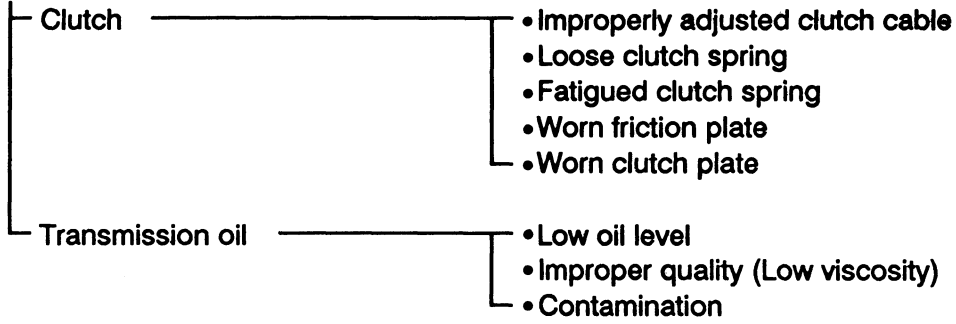 Clutch
• Improperly adjusted clutch cable
• Loose clutch spring
• Fatigued clutch spring
• Worn friction plate
• Worn clutch plate
Transmission oil
• Low oil level
• Improper quality (Low viscosity)
• Contamination